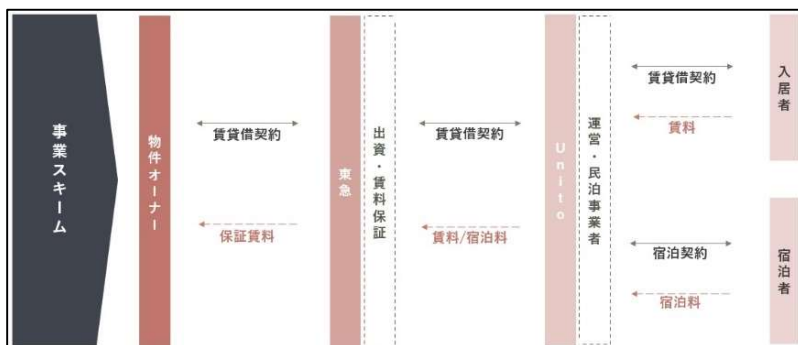 事業スキーム
物件オーナー
賃貸借契約
保証賃料
東急
出資・賃料保証
賃貸借契約
賃料/宿泊料
Unito
運営・民泊事業者
賃貸借契約
賃料
入居者
宿泊契約
宿泊料
宿泊者